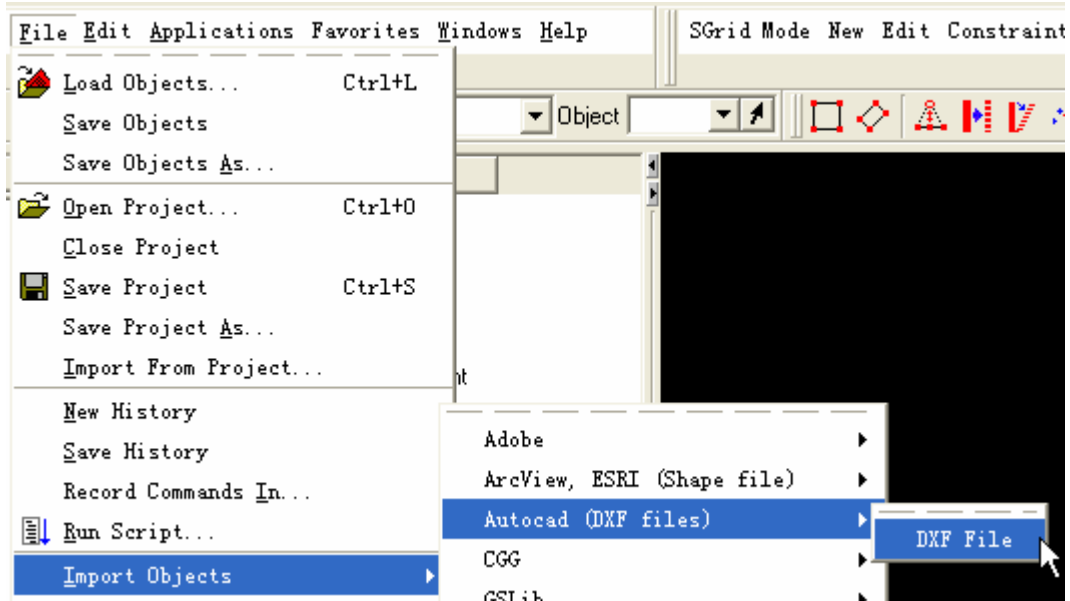 File Edit Applications Favorites Windows Help SGrid Mode New Edit Constraint
Load Objects... Ctrl+L
Object
Save Objects
Save Objects As...
Open Project... Ctrl+O
Close Project
Save Project Ctrl+S
Save Project As...
Import From Project...
New History
Save History
Record Commands In...
Run Script...
Import Objects
Adobe
ArcView, ESRI (Shape file)
Autocad (DXF files)
CGG
GSLib
DXF File